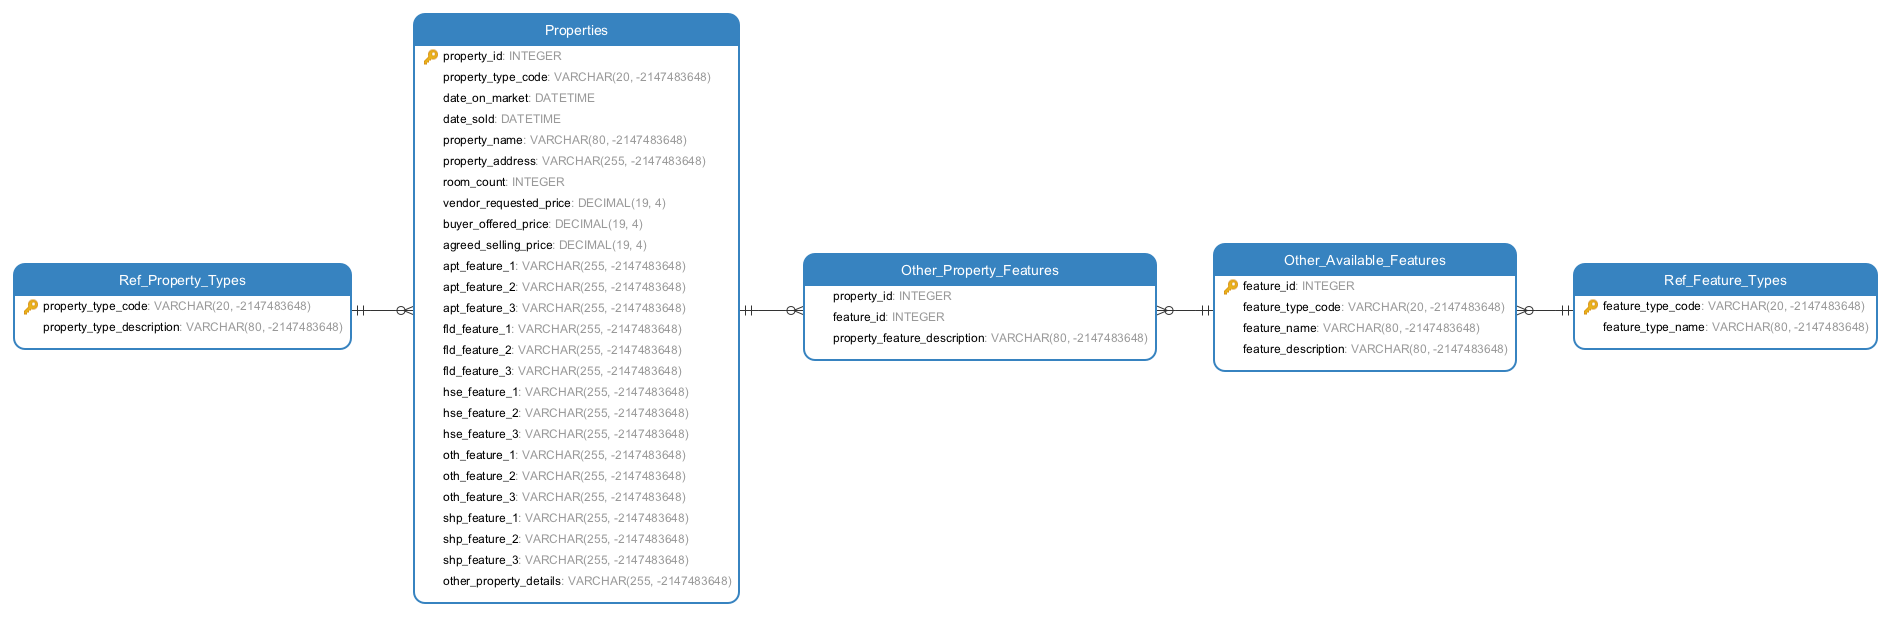 Ref_Property_Types
property_type_code: VARCHAR(20, -2147483648)
property_type_description: VARCHAR(80, -2147483648)
Properties
property_id: INTEGER
property_type_code: VARCHAR(20, -2147483648)
date_on_market: DATETIME
date_sold: DATETIME
property_name: VARCHAR(80, -2147483648)
property_address: VARCHAR(255, -2147483648)
room_count: INTEGER
vendor_requested_price: DECIMAL(19, 4)
buyer_offered_price: DECIMAL(19, 4)
agreed_selling_price: DECIMAL(19, 4)
apt_feature_1: VARCHAR(255, -2147483648)
apt_feature_2: VARCHAR(255, -2147483648)
apt_feature_3: VARCHAR(255, -2147483648)
fld_feature_1: VARCHAR(255, -2147483648)
fld_feature_2: VARCHAR(255, -2147483648)
fld_feature_3: VARCHAR(255, -2147483648)
hse_feature_1: VARCHAR(255, -2147483648)
hse_feature_2: VARCHAR(255, -2147483648)
hse_feature_3: VARCHAR(255, -2147483648)
oth_feature_1: VARCHAR(255, -2147483648)
oth_feature_2: VARCHAR(255, -2147483648)
oth_feature_3: VARCHAR(255, -2147483648)
shp_feature_1: VARCHAR(255, -2147483648)
shp_feature_2: VARCHAR(255, -2147483648)
shp_feature_3: VARCHAR(255, -2147483648)
other_property_details: VARCHAR(255, -2147483648)
Other_Property_Features
property_id: INTEGER
feature_id: INTEGER
property_feature_description: VARCHAR(80, -2147483648)
Other_Available_Features
feature_id: INTEGER
feature_type_code: VARCHAR(20, -2147483648)
feature_name: VARCHAR(80, -2147483648)
feature_description: VARCHAR(80, -2147483648)
Ref_Feature_Types
feature_type_code: VARCHAR(20, -2147483648)
feature_type_name: VARCHAR(80, -2147483648)